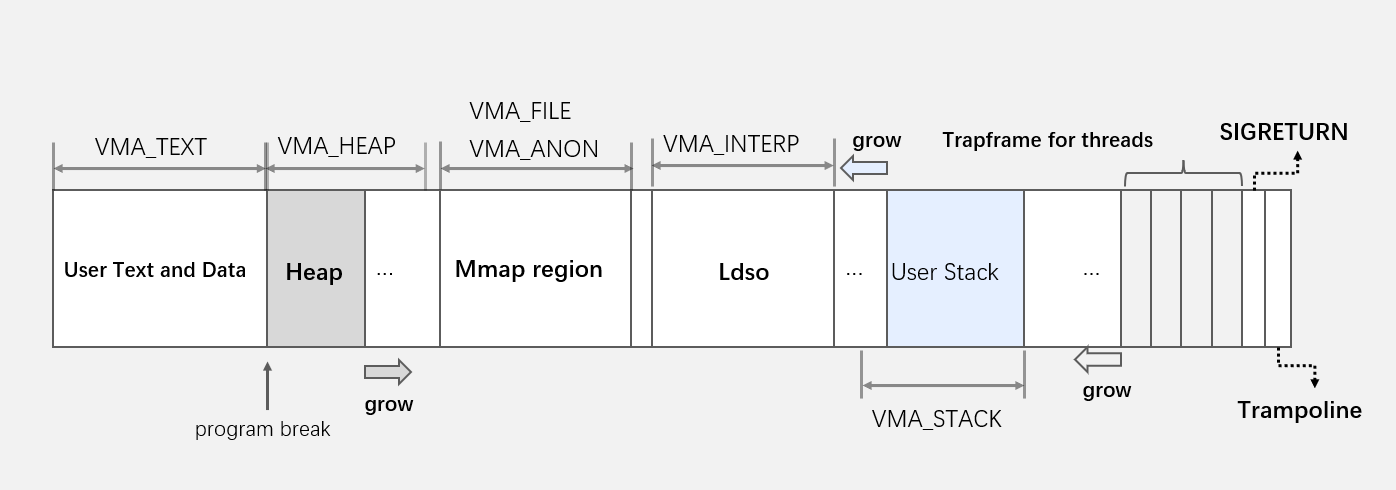 VMA_FILE
VMA_TEXT
VMA_HEAP
VMA_ANON
VMA_INTERP
grow
Trapframe for threads
SIGRETURN
User Text and Data
Heap
...
Mmap region
Ldso
...
User Stack
...
grow
grow
program break
VMA_STACK
Trampoline